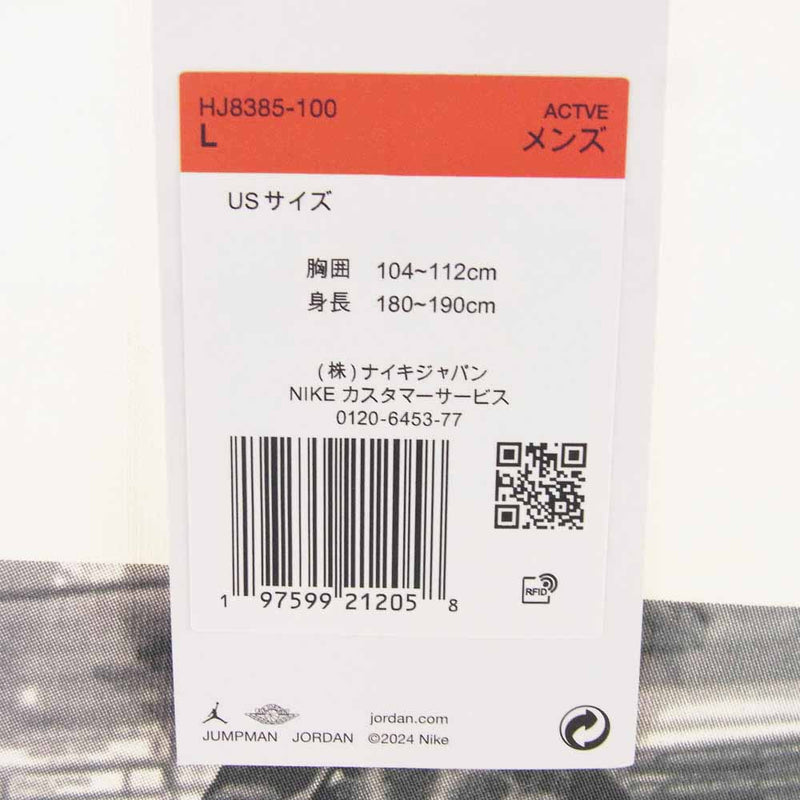 HJ8385-100 ACTVE
L メンズ
US サイズ
胸囲 104~112cm
身長 180~190cm
(株)ナイキジャパン
NIKE カスタマーサービス
0120-6453-77
1 97599 21205 8
RFID
jordan.com
JUMPMAN JORDAN ©2024 Nike